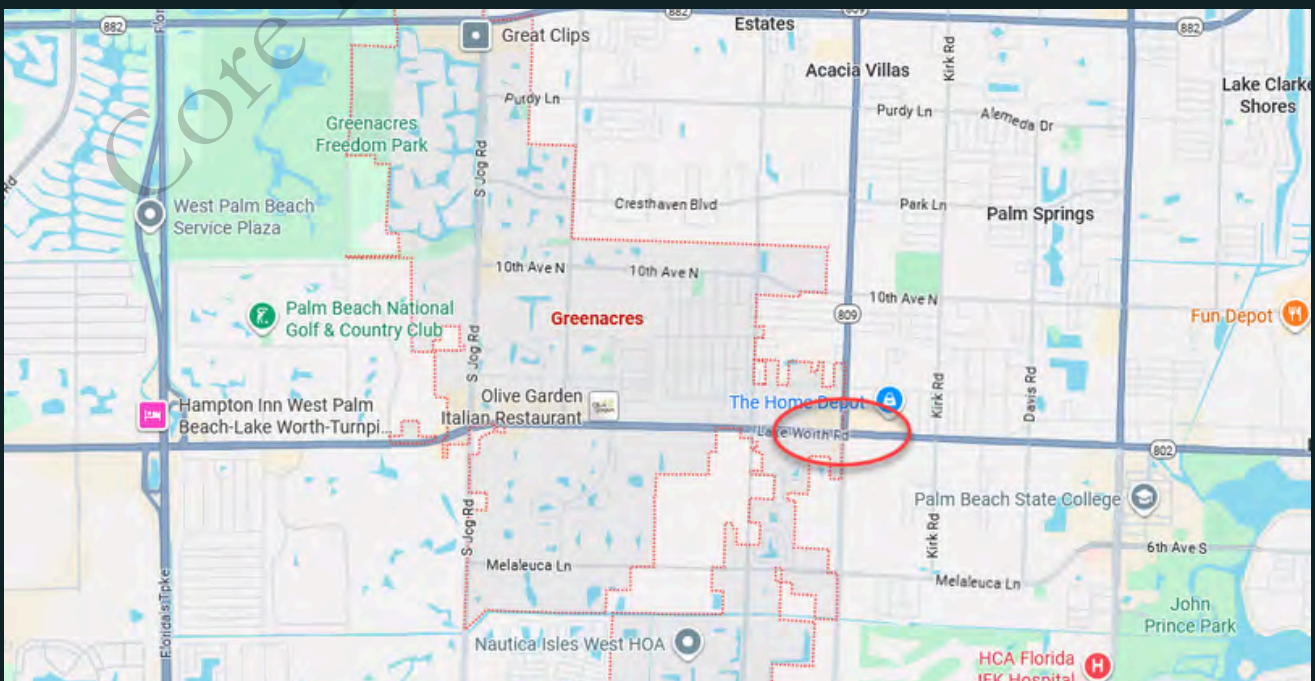 882
Flor
882
809
Estates
Great Clips
882
Kirk Rd
Acacia Villas
Lake Clarke
Shores
Purdy Ln
Purdy Ln
Alemeda Dr
Core
Greenacres
Freedom Park
S Jog Rd
Rd
West Palm Beach
Service Plaza
Cresthaven Blvd
Park Ln
Palm Springs
10th Ave N
10th Ave N
10th Ave N
Palm Beach National
Golf & Country Club
Greenacres
809
Fun Depot
S Jog Rd
Kirk Rd
Davis Rd
Hampton Inn West Palm
Beach-Lake Worth-Turnpi...
Olive Garden
Italian Restaurant
The Home Depot
Lake Worth Rd
802
Palm Beach State College
S Jog Rd
Kirk Rd
6th Ave S
Melaleuca Ln
Melaleuca Ln
Florida's Tpke
John
Prince Park
Nautica Isles West HOA
HCA Florida
JFK Hospital